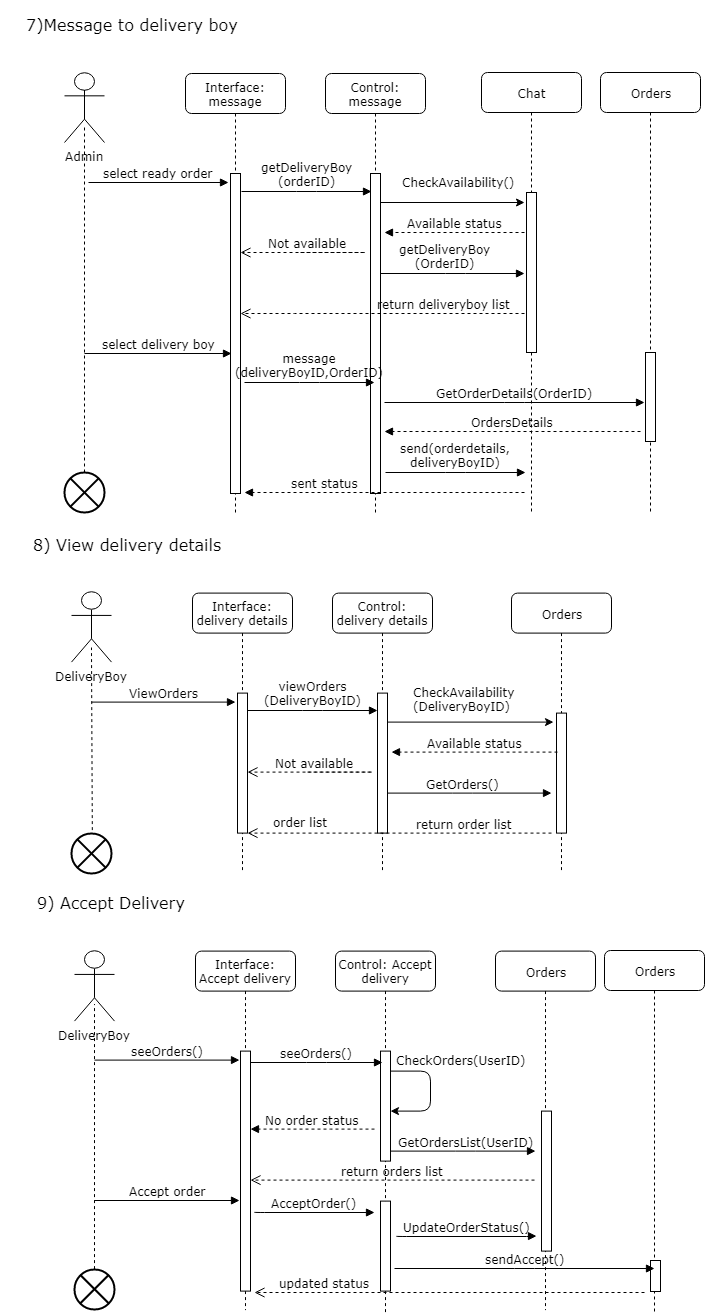 7)Message to delivery boy
Interface:
message
Control:
message
Chat
Orders
Admin
select ready order
getDeliveryBoy
(orderID)
CheckAvailability()
Available status
Not available
getDeliveryBoy
(OrderID)
return deliveryboy list
select delivery boy
message
(deliveryBoyID,OrderID)
GetOrderDetails(OrderID)
OrdersDetails
send(orderdetails,
deliveryBoyID)
sent status
8) View delivery details
Interface:
delivery details
Control:
delivery details
Orders
DeliveryBoy
ViewOrders
viewOrders
(DeliveryBoyID)
CheckAvailability
(DeliveryBoyID)
Available status
Not available
GetOrders()
order list
return order list
9) Accept Delivery
Interface:
Accept delivery
Control: Accept
delivery
Orders
Orders
DeliveryBoy
seeOrders()
seeOrders()
CheckOrders(UserID)
No order status
GetOrdersList(UserID)
return orders list
Accept order
AcceptOrder()
UpdateOrderStatus()
sendAccept()
updated status